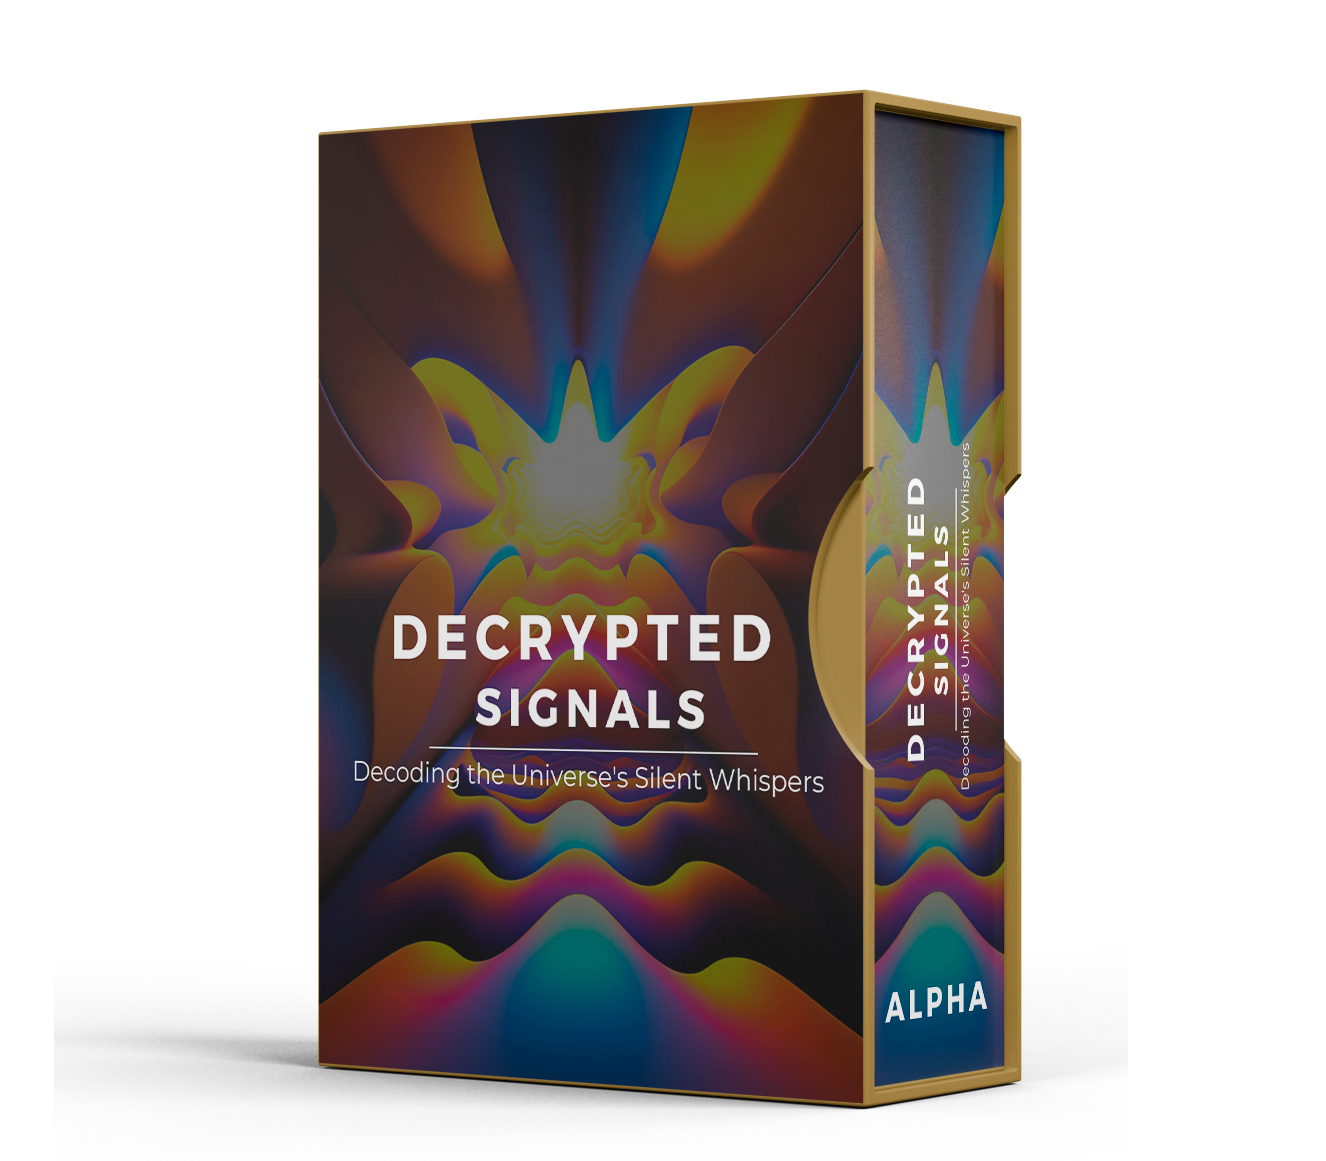 DECRYPTED
SIGNALS
Decoding the Universe's Silent Whispers
DECRYPTED
SIGNALS
Decoding the Universe's Silent Whispers
ALPHA